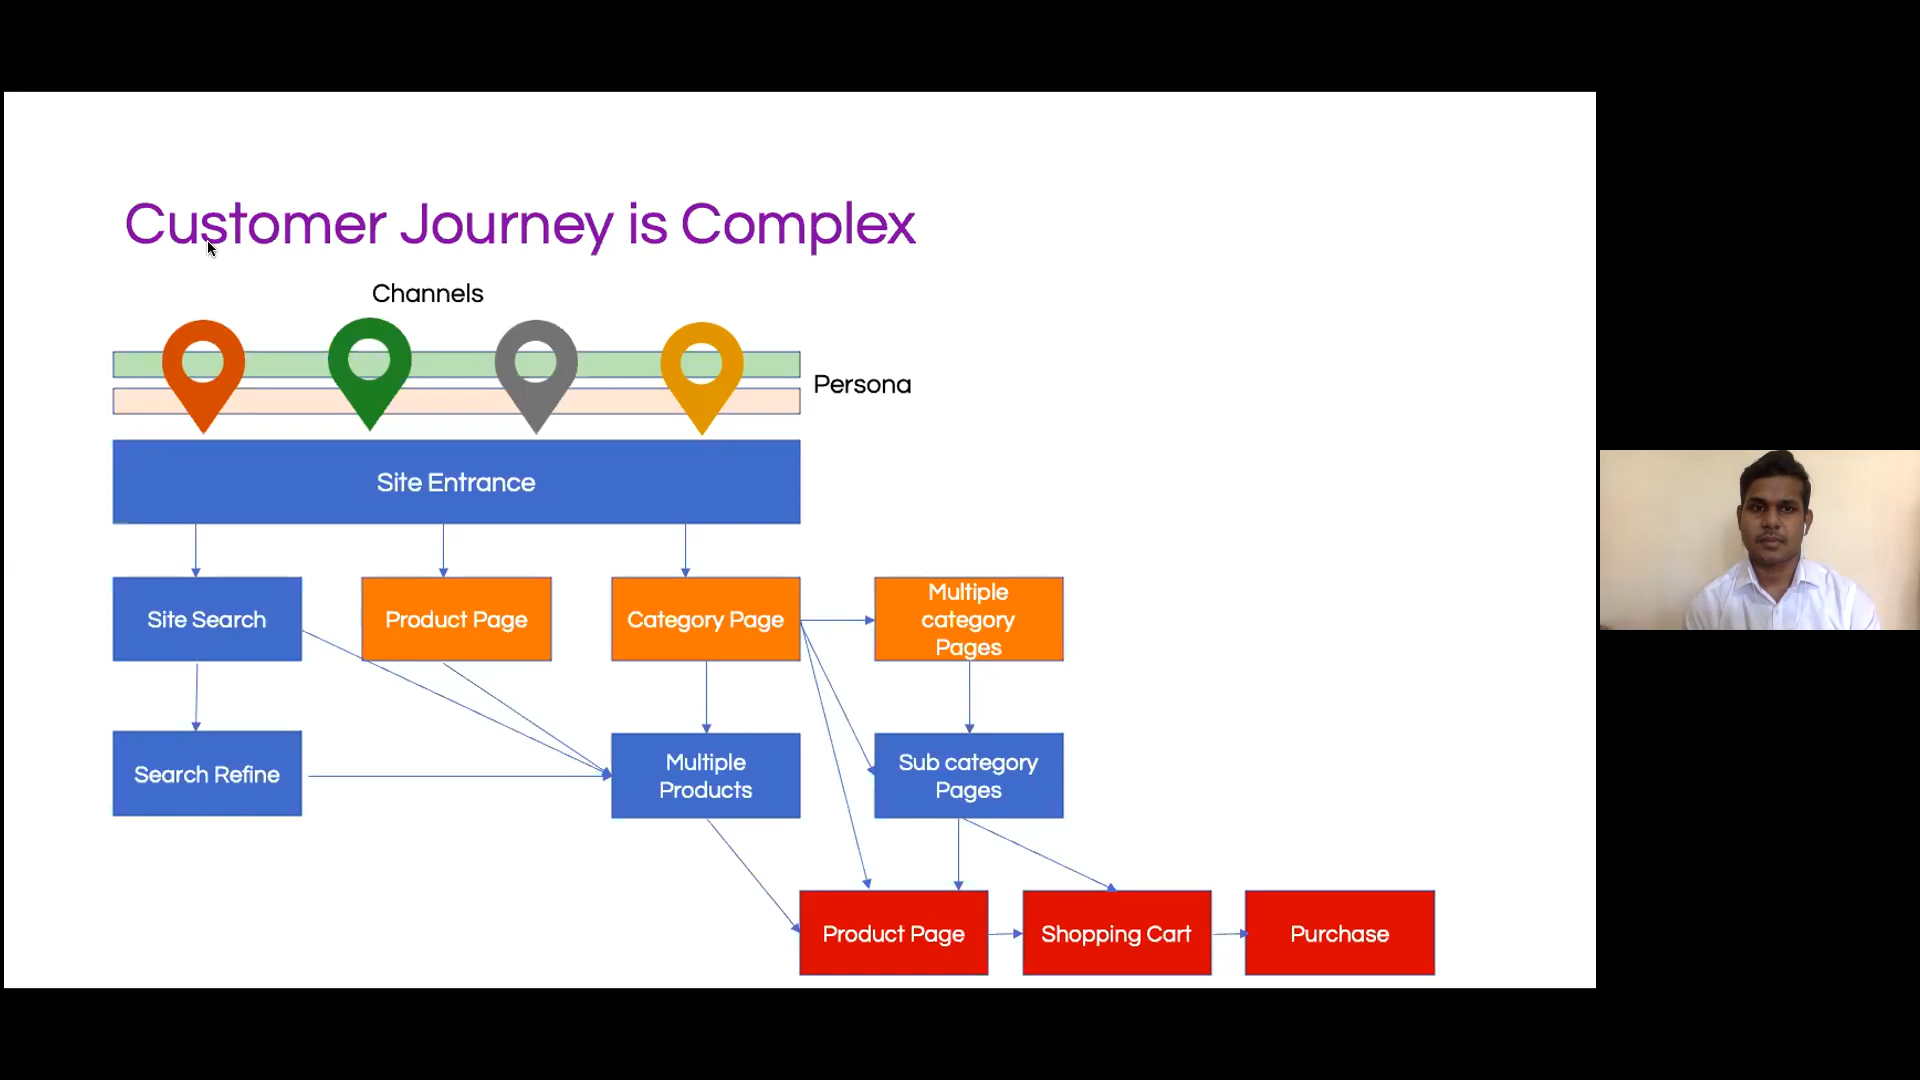 Customer Journey is Complex
Channels
Persona
Site Entrance
Site Search
Product Page
Category Page
Multiple
category
Pages
Search Refine
Multiple
Products
Sub category
Pages
Product Page
Shopping Cart
Purchase